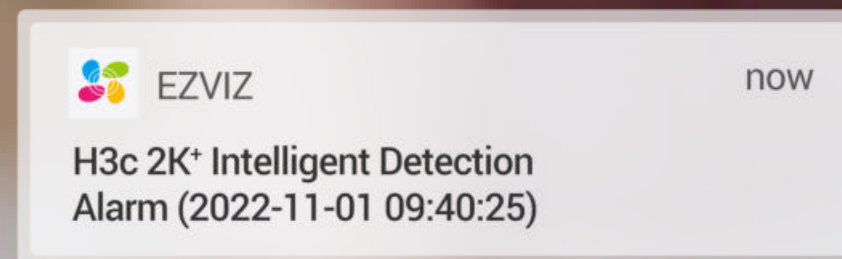 EZVIZ
now
H3c 2K⁺ Intelligent Detection
Alarm (2022-11-01 09:40:25)